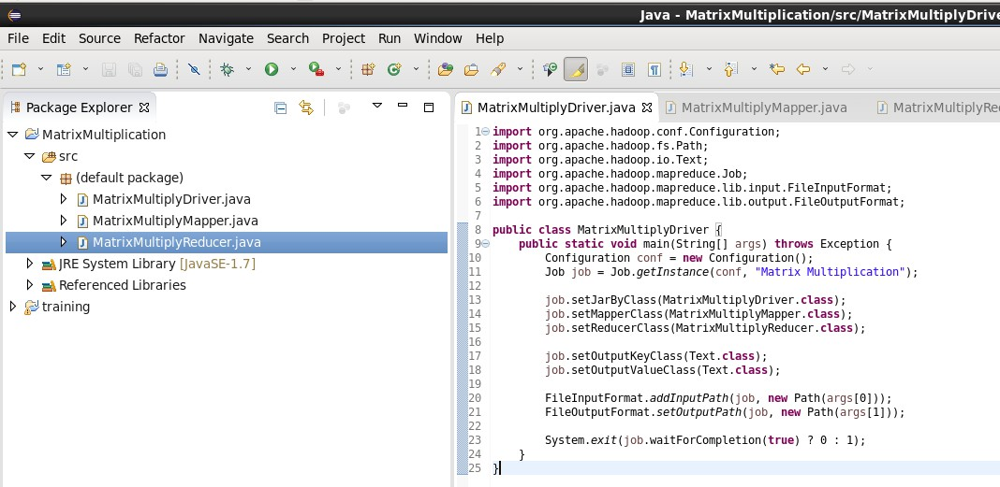 Java - MatrixMultiplication/src/MatrixMultiplyDrive
File Edit Source Refactor Navigate Search Project Run Window Help
Package Explorer
MatrixMultiplication
src
(default package)
MatrixMultiplyDriver.java
MatrixMultiplyMapper.java
MatrixMultiplyReducer.java
JRE System Library [JavaSE-1.7]
Referenced Libraries
training
MatrixMultiplyDriver.java MatrixMultiplyMapper.java MatrixMultiplyRe
1 import org.apache.hadoop.conf.Configuration;
2 import org.apache.hadoop.fs.Path;
3 import org.apache.hadoop.io.Text;
4 import org.apache.hadoop.mapreduce.Job;
5 import org.apache.hadoop.mapreduce.lib.input.FileInputFormat;
6 import org.apache.hadoop.mapreduce.lib.output.FileOutputFormat;
7
8 public class MatrixMultiplyDriver {
9     public static void main(String[] args) throws Exception {
10         Configuration conf = new Configuration();
11         Job job = Job.getInstance(conf, "Matrix Multiplication");
12
13         job.setJarByClass(MatrixMultiplyDriver.class);
14         job.setMapperClass(MatrixMultiplyMapper.class);
15         job.setReducerClass(MatrixMultiplyReducer.class);
16
17         job.setOutputKeyClass(Text.class);
18         job.setOutputValueClass(Text.class);
19
20         FileInputFormat.addInputPath(job, new Path(args[0]));
21         FileOutputFormat.setOutputPath(job, new Path(args[1]));
22
23         System.exit(job.waitForCompletion(true) ? 0 : 1);
24     }
25 }